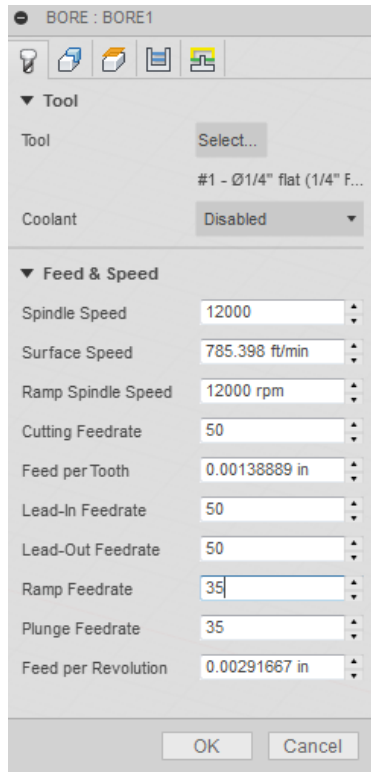 BORE : BORE1
Tool
Tool Select...
#1 - Ø1/4" flat (1/4" F...
Coolant Disabled
Feed & Speed
Spindle Speed 12000
Surface Speed 785.398 ft/min
Ramp Spindle Speed 12000 rpm
Cutting Feedrate 50
Feed per Tooth 0.00138889 in
Lead-In Feedrate 50
Lead-Out Feedrate 50
Ramp Feedrate 35
Plunge Feedrate 35
Feed per Revolution 0.00291667 in
OK Cancel